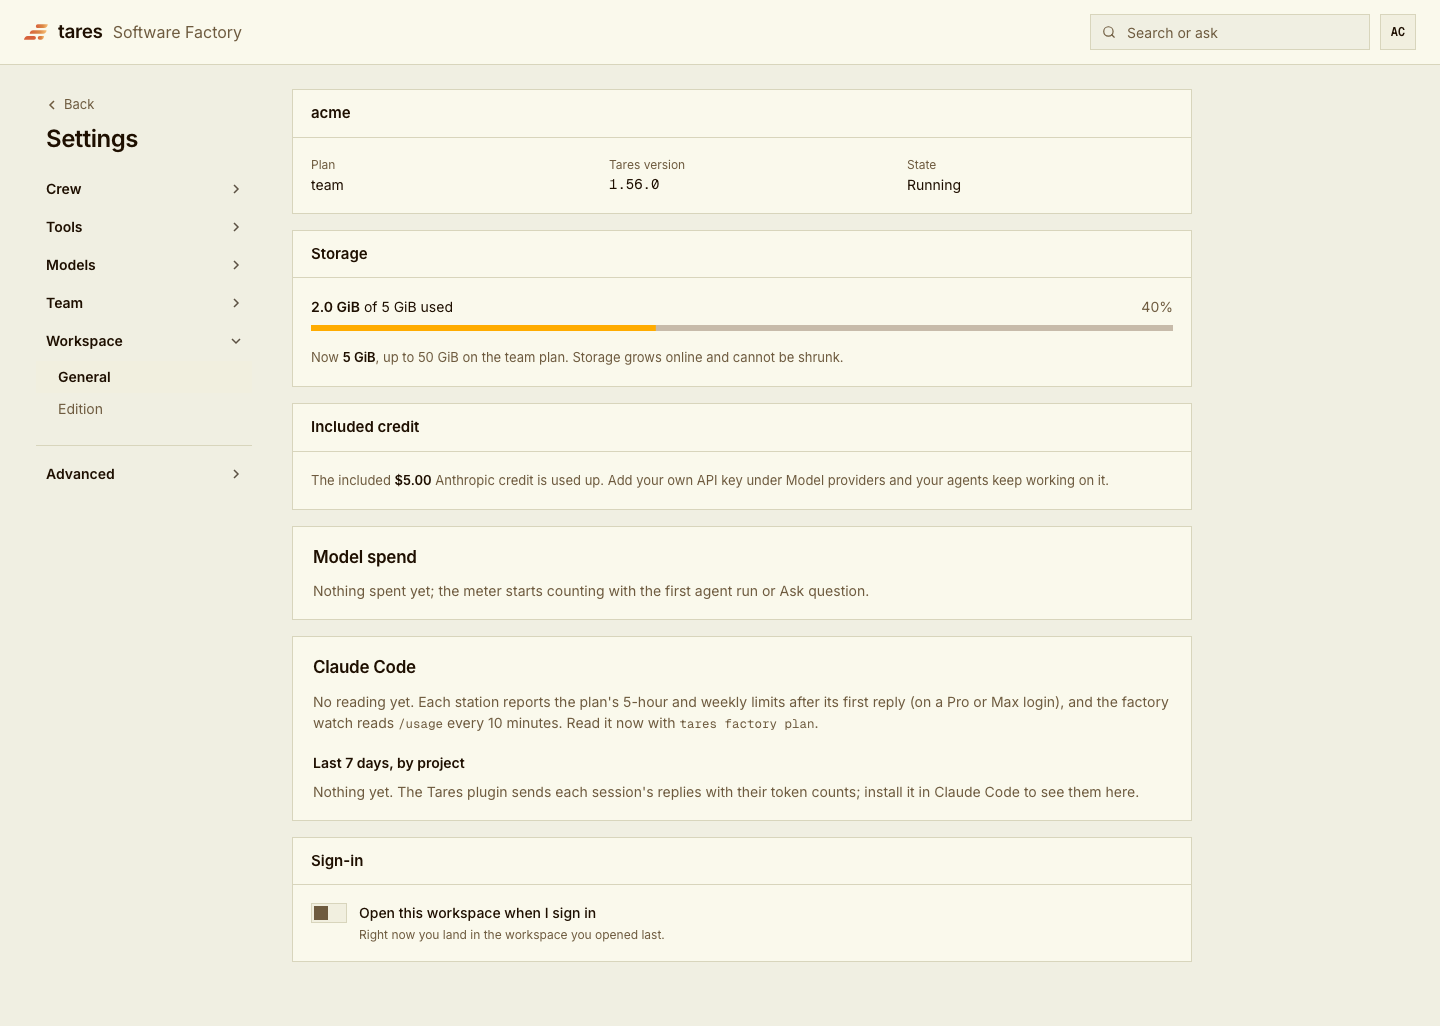 tares Software Factory
Search or ask
AC
Back
Settings
Crew
Tools
Models
Team
Workspace
General
Edition
Advanced
acme
Plan
team
Tares version
1.56.0
State
Running
Storage
2.0 GiB of 5 GiB used
40%
Now 5 GiB, up to 50 GiB on the team plan. Storage grows online and cannot be shrunk.
Included credit
The included $5.00 Anthropic credit is used up. Add your own API key under Model providers and your agents keep working on it.
Model spend
Nothing spent yet; the meter starts counting with the first agent run or Ask question.
Claude Code
No reading yet. Each station reports the plan's 5-hour and weekly limits after its first reply (on a Pro or Max login), and the factory
watch reads /usage every 10 minutes. Read it now with tares factory plan.
Last 7 days, by project
Nothing yet. The Tares plugin sends each session's replies with their token counts; install it in Claude Code to see them here.
Sign-in
Open this workspace when I sign in
Right now you land in the workspace you opened last.